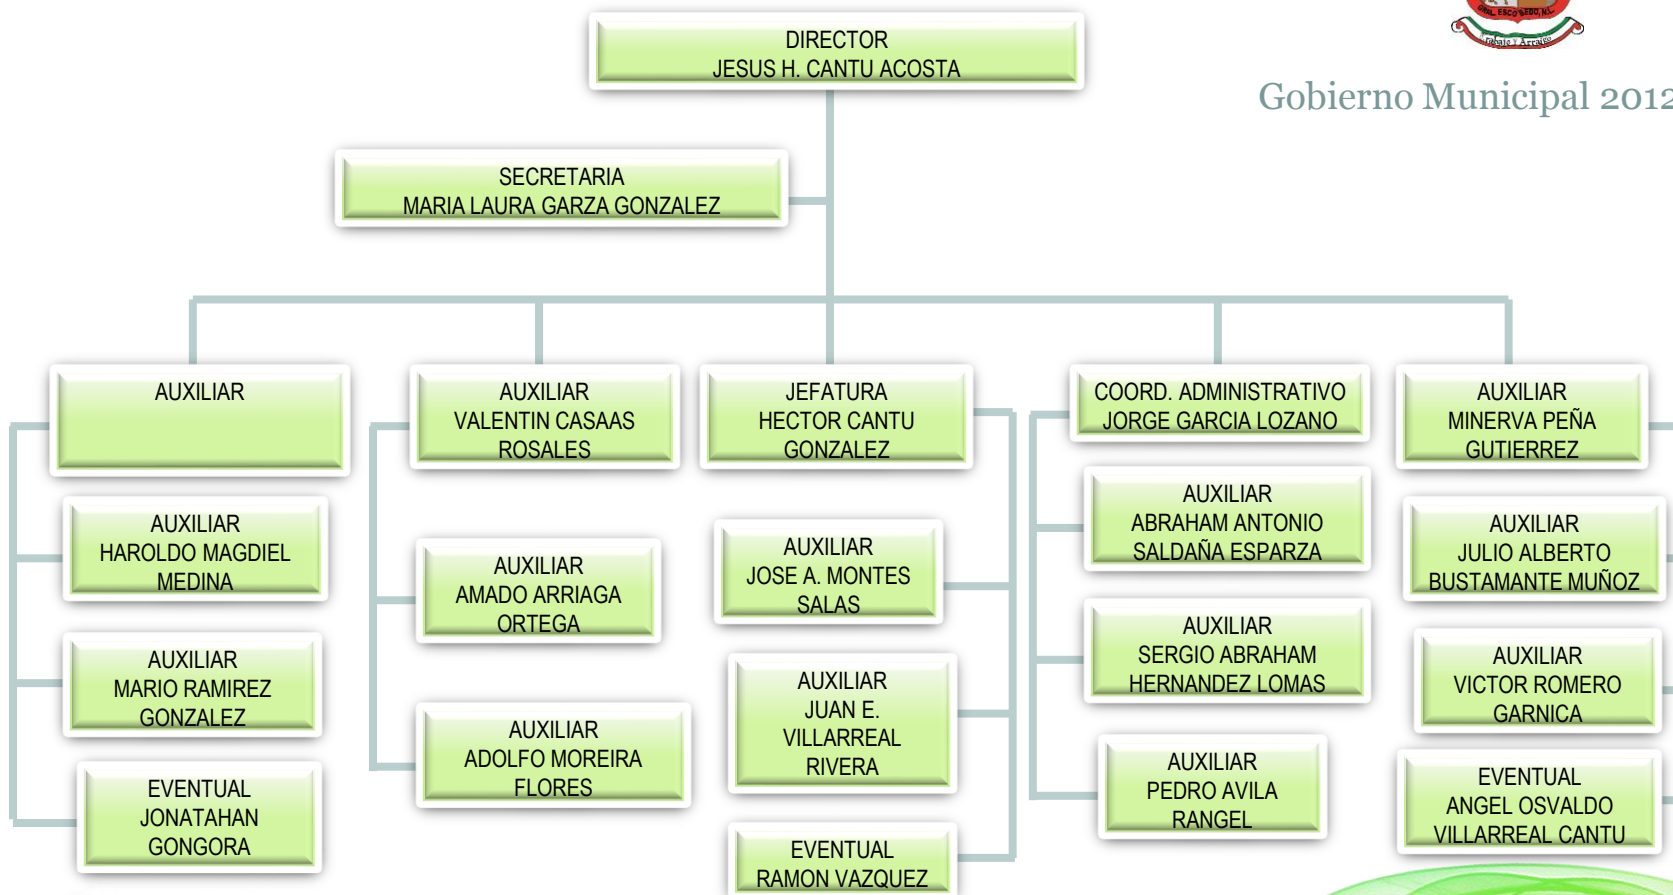 GRAL. ESCOBEDO, N.L.
Trabajo y Arraigo
Gobierno Municipal 2012
DIRECTOR
JESUS H. CANTU ACOSTA
SECRETARIA
MARIA LAURA GARZA GONZALEZ
AUXILIAR
AUXILIAR
HAROLDO MAGDIEL
MEDINA
AUXILIAR
MARIO RAMIREZ
GONZALEZ
EVENTUAL
JONATAHAN
GONGORA
AUXILIAR
VALENTIN CASAAS
ROSALES
AUXILIAR
AMADO ARRIAGA
ORTEGA
AUXILIAR
ADOLFO MOREIRA
FLORES
JEFATURA
HECTOR CANTU
GONZALEZ
AUXILIAR
JOSE A. MONTES
SALAS
AUXILIAR
JUAN E.
VILLARREAL
RIVERA
EVENTUAL
RAMON VAZQUEZ
COORD. ADMINISTRATIVO
JORGE GARCIA LOZANO
AUXILIAR
ABRAHAM ANTONIO
SALDAÑA ESPARZA
AUXILIAR
SERGIO ABRAHAM
HERNANDEZ LOMAS
AUXILIAR
PEDRO AVILA
RANGEL
AUXILIAR
MINERVA PEÑA
GUTIERREZ
AUXILIAR
JULIO ALBERTO
BUSTAMANTE MUÑOZ
AUXILIAR
VICTOR ROMERO
GARNICA
EVENTUAL
ANGEL OSVALDO
VILLARREAL CANTU